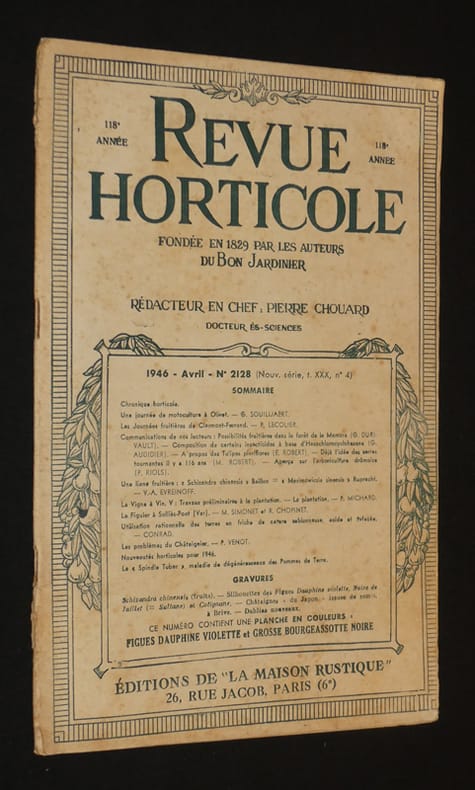 118e
ANNÉE
118e
ANNÉE
REVUE
HORTICOLE
FONDÉE EN 1829 PAR LES AUTEURS
DU BON JARDINIER
RÉDACTEUR EN CHEF : PIERRE CHOUARD
DOCTEUR ÈS-SCIENCES
1946 - Avril - N° 2128 (Nouv. série, t. XXX, n° 4)
SOMMAIRE
Chronique horticole.
Une journée de motoculture à Olivet. — G. SOUILIJAERT.
Les Journées fruitières de Clermont-Ferrand. — P. LECOLIER.
Communications de nos lecteurs : Possibilités fruitières dans la forêt de la Mamora (G. DURI-
VAULT). — Composition de certains insecticides à base d'Hexachlorocyclohexane (G.
AUDIDIER). — A propos des Tulipes pluriflores (E. ROBERT). — Déjà l'idée des serres
tournantes il y a 116 ans (M. ROBERT). — Aperçu sur l'arboriculture drômoise
(P. RIOLS).
Une liane fruitière : « Schizandra chinensis » Baillon = « Maximowiczia sinensis » Ruprecht.
— V.-A. EVREINOFF.
La Vigne à Vin. V : Travaux préliminaires à la plantation. — La plantation. — P. MICHARD.
Le Figuier à Solliès-Pont (Var). — M. SIMONET et R. CHOPINET.
Utilisation rationnelle des terres en friche de nature sablonneuse, acide et
— CONRAD.
Les problèmes du Châtaignier. — P. VENOT.
Nouveautés horticoles pour 1946.
Le « Spindle Tuber », maladie de dégénérescence des Pommes de Terre.
GRAVURES
Schizandra chinensis (fruits). — Silhouettes des Figues Dauphine violette, Noire de
Juillet (= Sultane) et Cotignane. — Châtaignes « du Japon » issues de semis,
à Brive. — Dahlias nouveaux.
CE NUMÉRO CONTIENT UNE PLANCHE EN COULEURS :
FIGUES DAUPHINE VIOLETTE et GROSSE BOURGEASSOTTE NOIRE
ÉDITIONS DE "LA MAISON RUSTIQUE"
26, RUE JACOB, PARIS (6e)